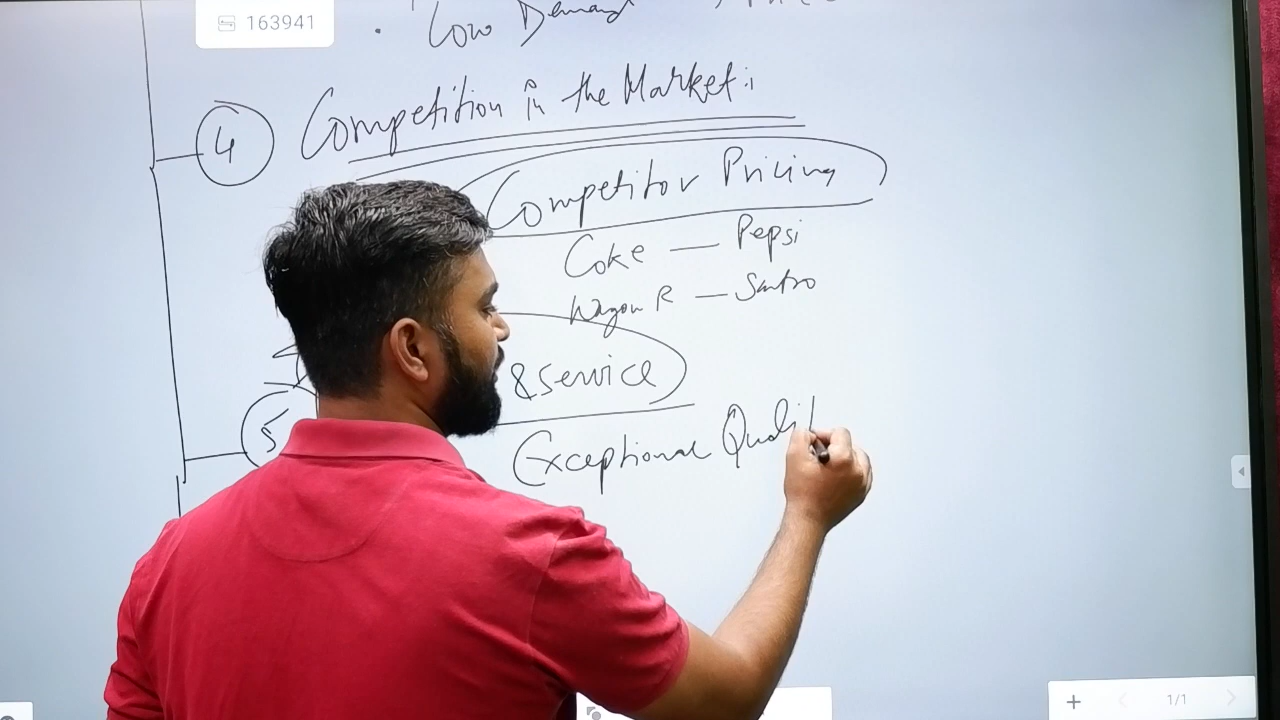 163941
. Low Demand
4 Competition in the Market:
Competitor Pricing
Coke — Pepsi
Wagon R — Santro
5 & Service
Exceptional Qualit
1/1